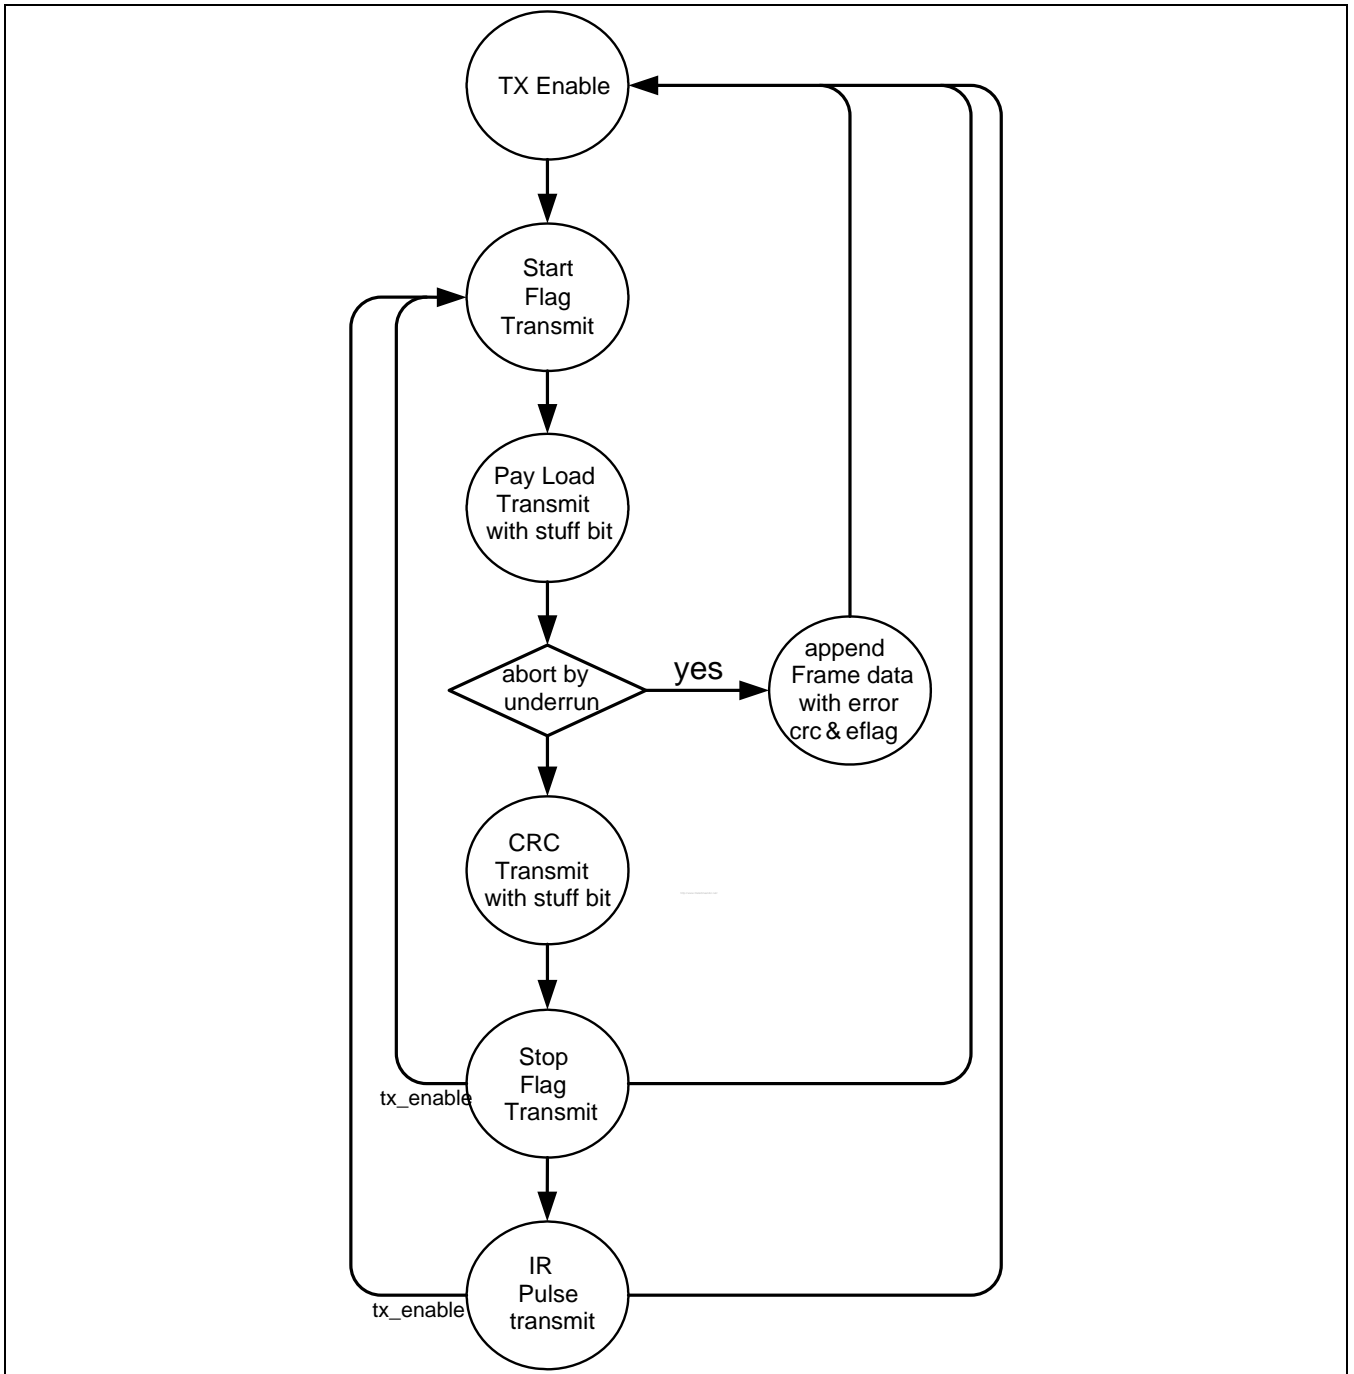 TX Enable
Start
Flag
Transmit
Pay Load
Transmit
with stuff bit
abort by
underrun
yes
append
Frame data
with error
crc & eflag
CRC
Transmit
with stuff bit
Stop
Flag
Transmit
tx_enable
IR
Pulse
transmit
tx_enable